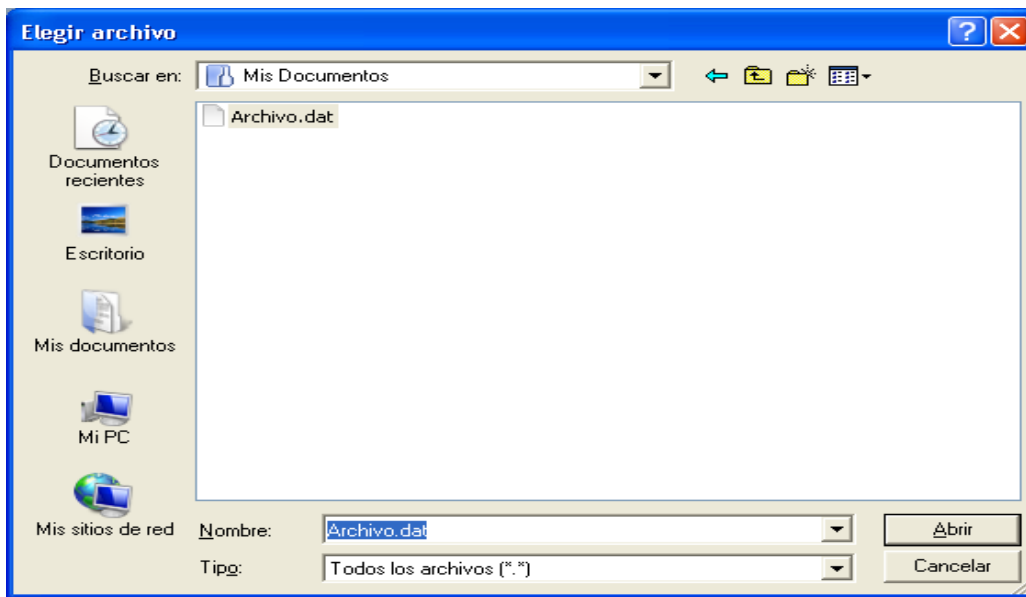 Elegir archivo
Buscar en:
Mis Documentos
Archivo.dat
Documentos
recientes
Escritorio
Mis documentos
Mi PC
Mis sitios de red
Nombre:
Archivo.dat
Abrir
Tipo:
Todos los archivos (*.*)
Cancelar